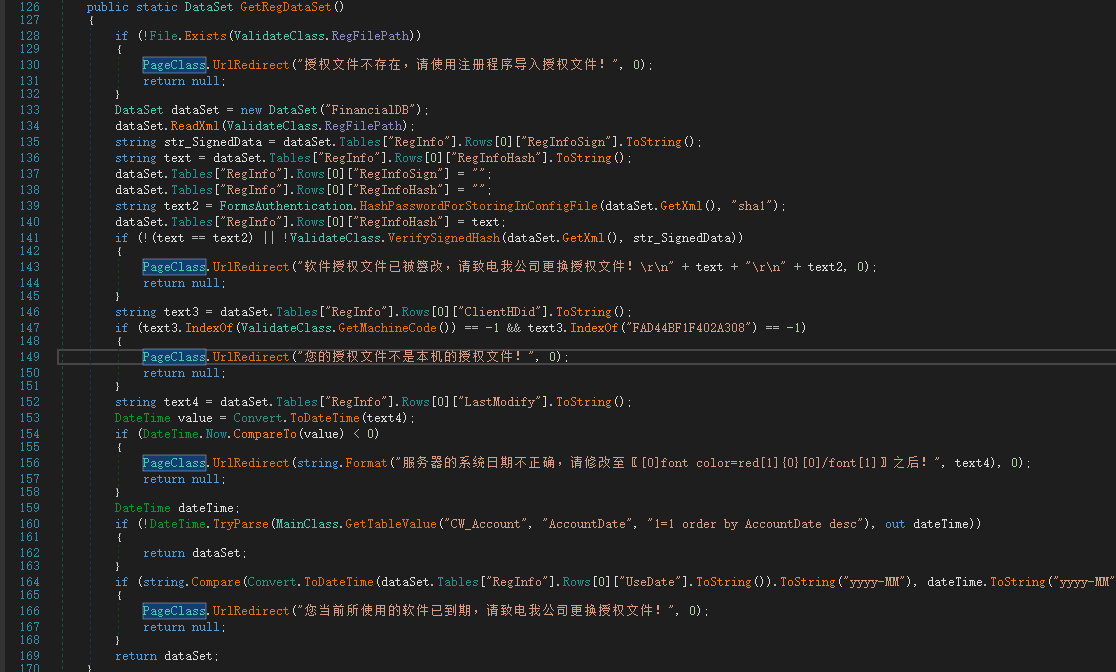 126 public static DataSet GetRegDataSet()
127 {
128 if (!File.Exists(ValidateClass.RegFilePath))
129 {
130 PageClass.UrlRedirect("授权文件不存在，请使用注册程序导入授权文件！", 0);
131 return null;
132 }
133 DataSet dataSet = new DataSet("FinancialDB");
134 dataSet.ReadXml(ValidateClass.RegFilePath);
135 string str_SignedData = dataSet.Tables["RegInfo"].Rows[0]["RegInfoSign"].ToString();
136 string text = dataSet.Tables["RegInfo"].Rows[0]["RegInfoHash"].ToString();
137 dataSet.Tables["RegInfo"].Rows[0]["RegInfoSign"] = "";
138 dataSet.Tables["RegInfo"].Rows[0]["RegInfoHash"] = "";
139 string text2 = FormsAuthentication.HashPasswordForStoringInConfigFile(dataSet.GetXml(), "sha1");
140 dataSet.Tables["RegInfo"].Rows[0]["RegInfoHash"] = text;
141 if (!(text == text2) || !ValidateClass.VerifySignedHash(dataSet.GetXml(), str_SignedData))
142 {
143 PageClass.UrlRedirect("软件授权文件已被篡改，请致电我公司更换授权文件！\r\n" + text + "\r\n" + text2, 0);
144 return null;
145 }
146 string text3 = dataSet.Tables["RegInfo"].Rows[0]["ClientHDid"].ToString();
147 if (text3.IndexOf(ValidateClass.GetMachineCode()) == -1 && text3.IndexOf("FAD44BF1F402A308") == -1)
148 {
149 PageClass.UrlRedirect("您的授权文件不是本机的授权文件！", 0);
150 return null;
151 }
152 string text4 = dataSet.Tables["RegInfo"].Rows[0]["LastModify"].ToString();
153 DateTime value = Convert.ToDateTime(text4);
154 if (DateTime.Now.CompareTo(value) < 0)
155 {
156 PageClass.UrlRedirect(string.Format("服务器的系统日期不正确，请修改至〖[0]font color=red[1]{0}[0]/font[1]〗之后！", text4), 0);
157 return null;
158 }
159 DateTime dateTime;
160 if (!DateTime.TryParse(MainClass.GetTableValue("CW_Account", "AccountDate", "1=1 order by AccountDate desc"), out dateTime))
161 {
162 return dataSet;
163 }
164 if (string.Compare(Convert.ToDateTime(dataSet.Tables["RegInfo"].Rows[0]["UseDate"].ToString()).ToString("yyyy-MM"), dateTime.ToString("yyyy-MM"
165 {
166 PageClass.UrlRedirect("您当前所使用的软件已到期，请致电我公司更换授权文件！", 0);
167 return null;
168 }
169 return dataSet;
170 }